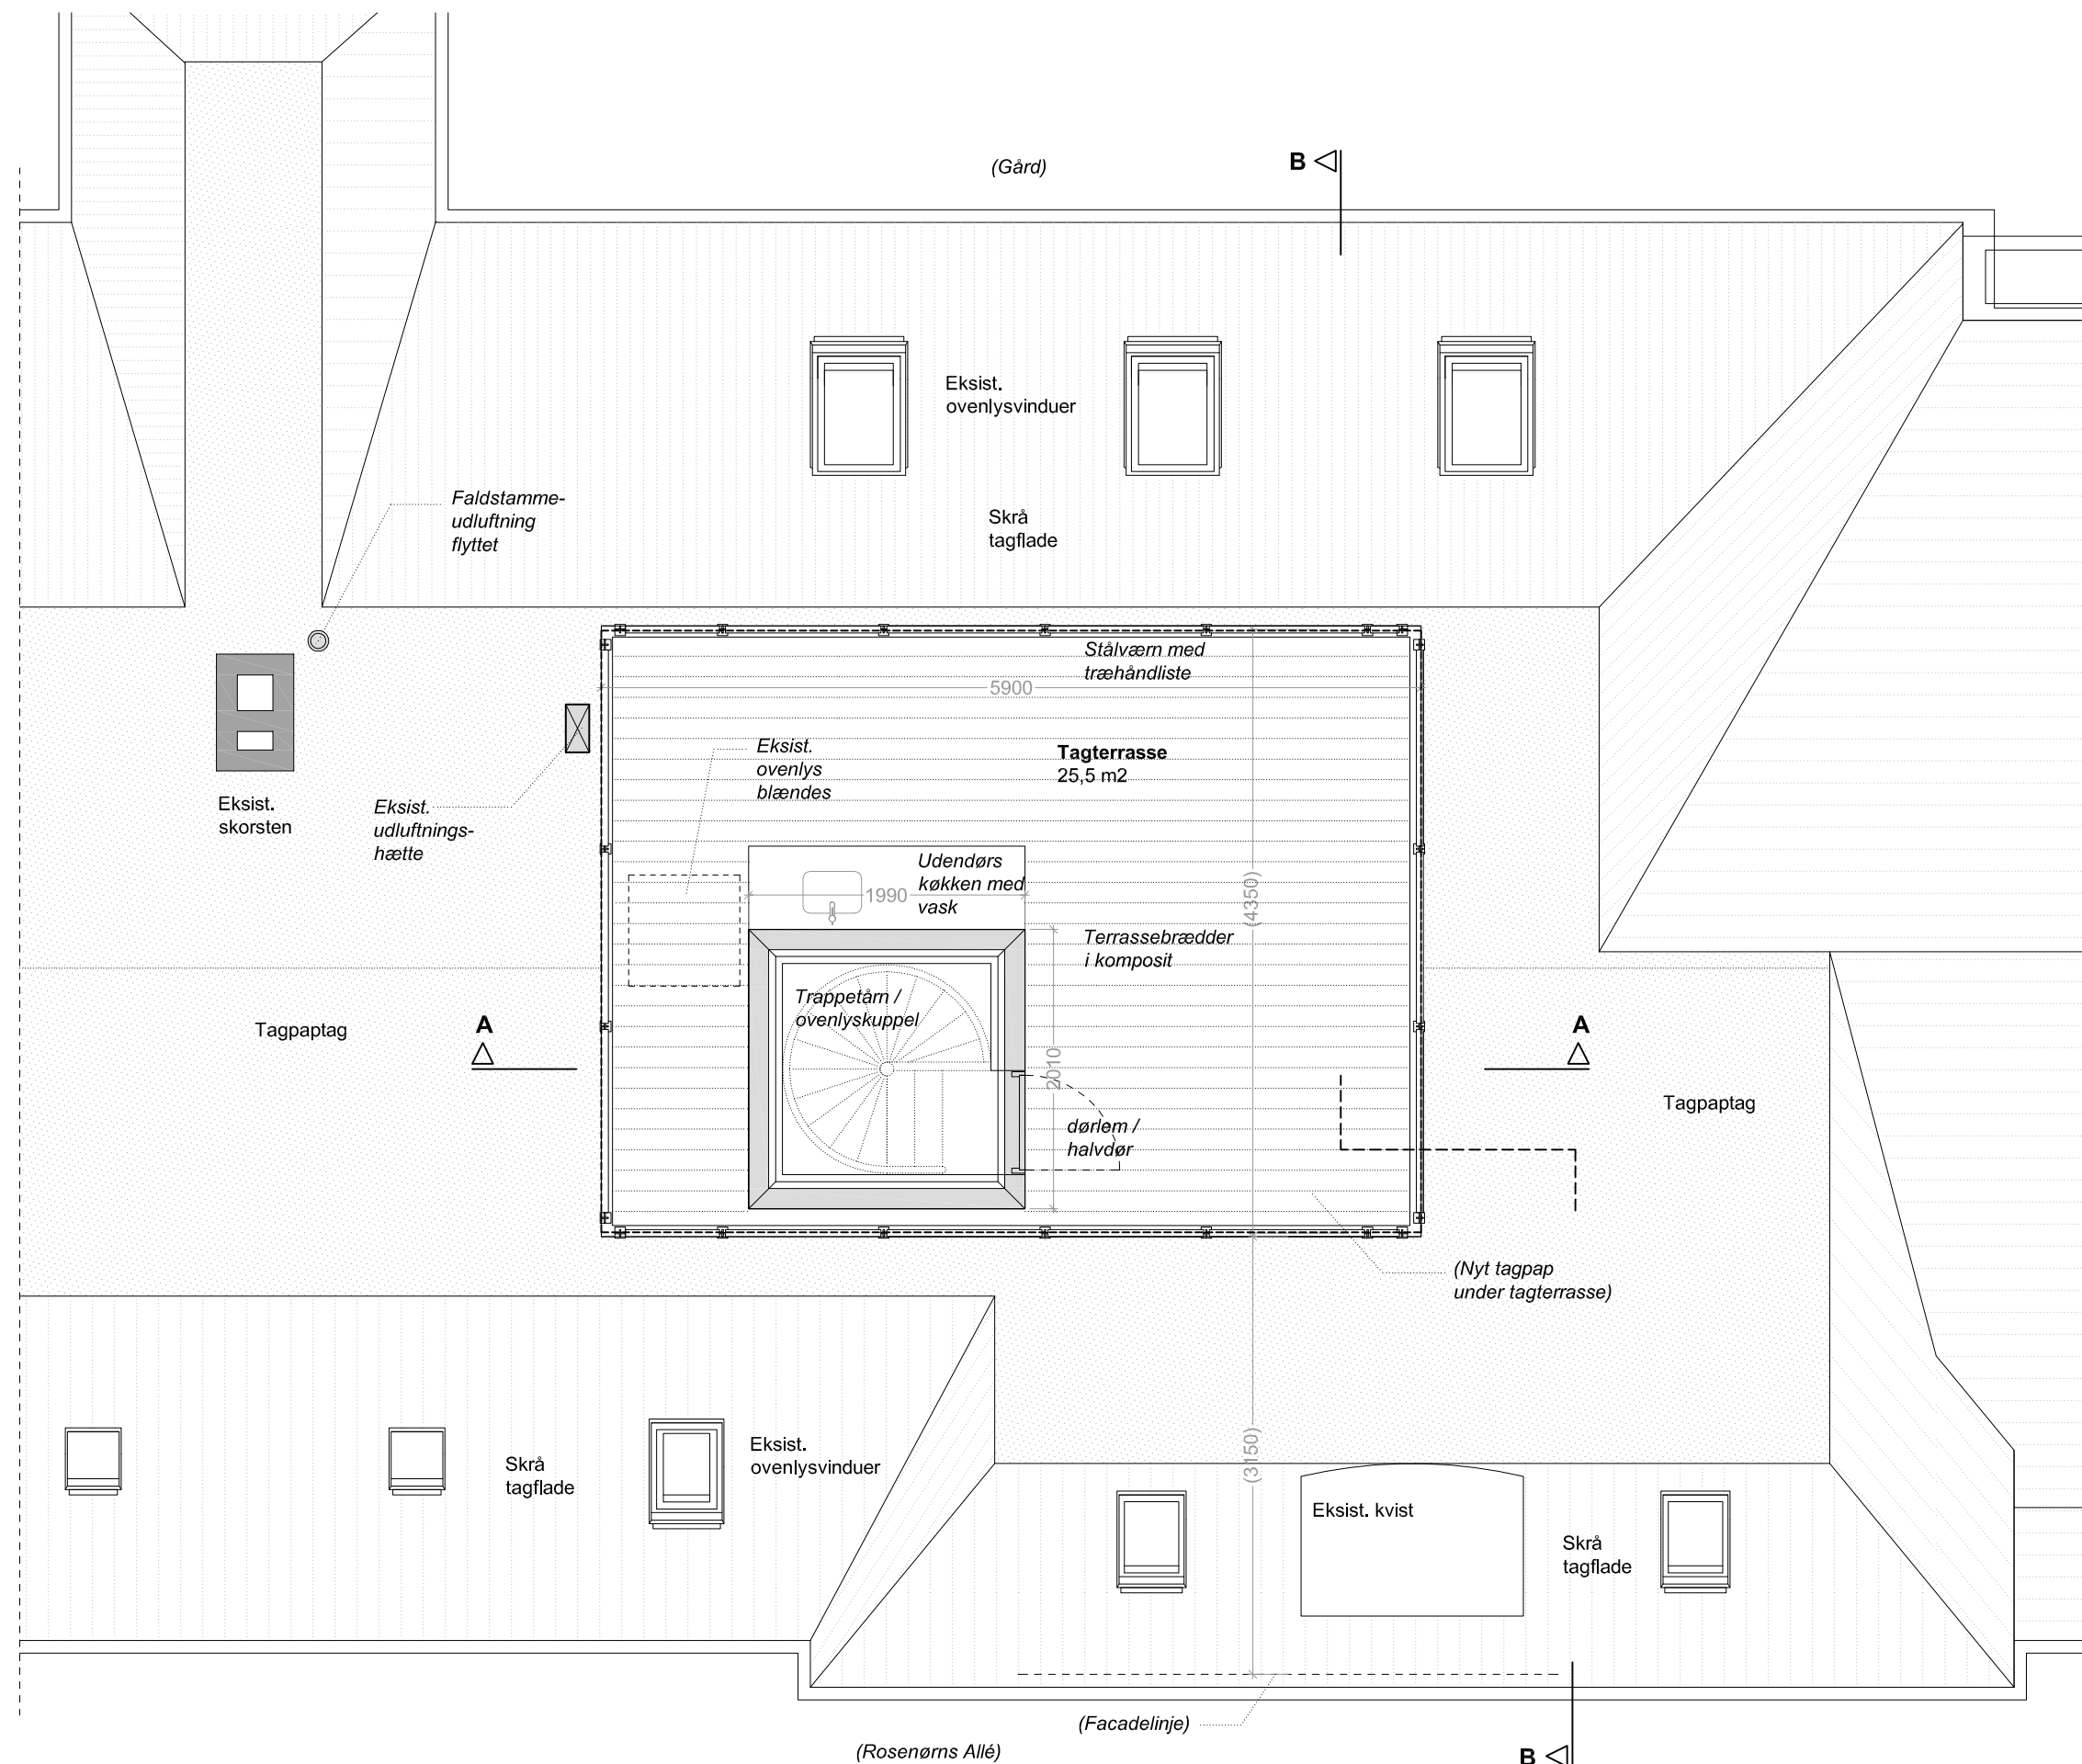 (Gård)
B
Eksist.
ovenlysvinduer
Faldstamme-
udluftning
flyttet
Skrå
tagflade
Stålværn med
træhåndliste
5900
Eksist.
ovenlys
blændes
Tagterrasse
25,5 m2
Eksist.
skorsten
Eksist.
udluftnings-
hætte
Udendørs
køkken med
vask
1990
(4350)
Terrassebrædder
i komposit
Trappetårn /
ovenlyskuppel
Tagpaptag
A
A
2010
Tagpaptag
dørlem /
halvdør
(Nyt tagpap
under tagterrasse)
Eksist.
ovenlysvinduer
Skrå
tagflade
(3150)
Eksist. kvist
Skrå
tagflade
(Facadelinje)
(Rosenørns Allé)
B